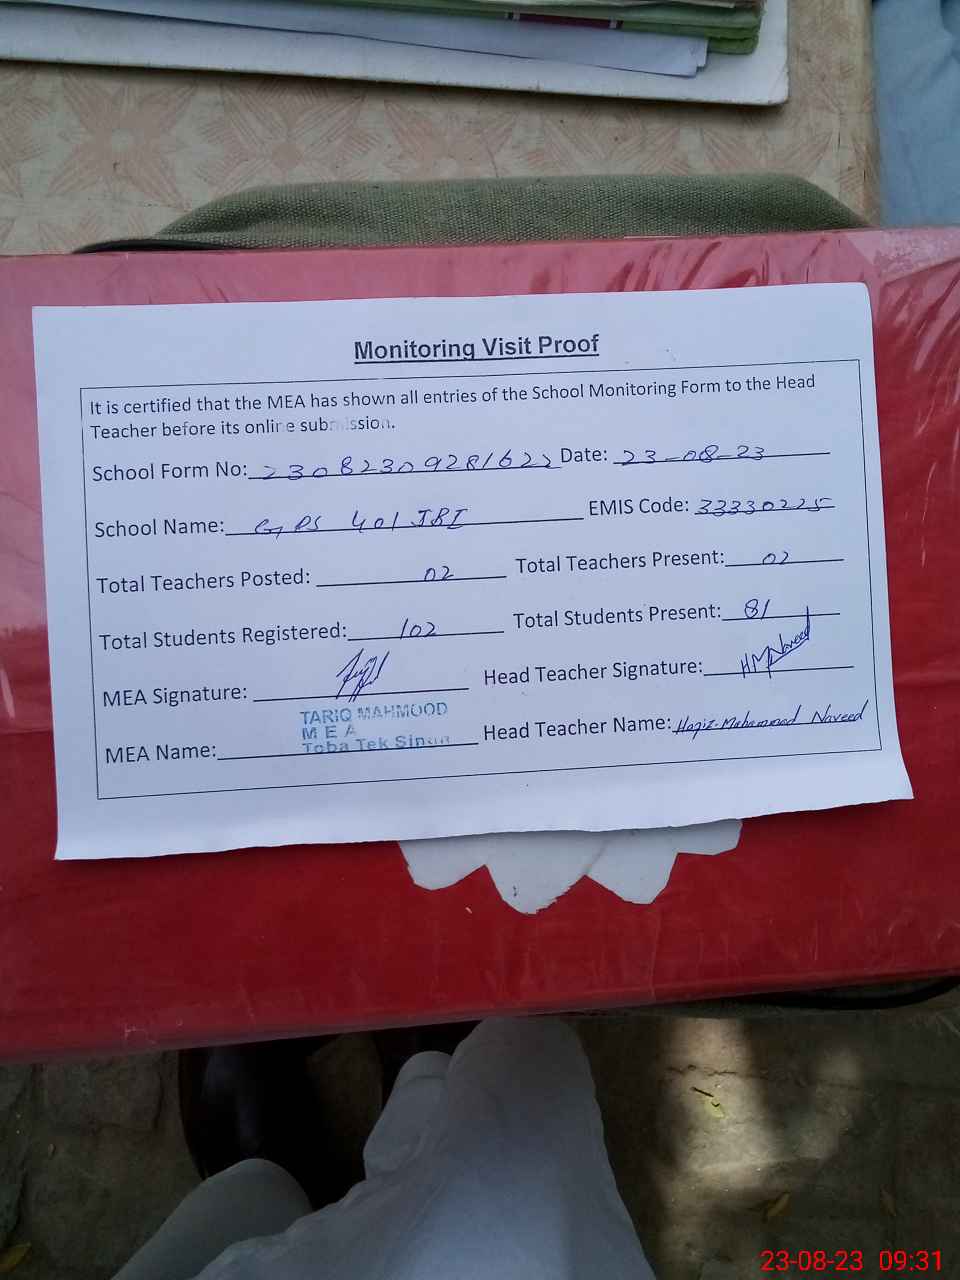 Monitoring Visit Proof
It is certified that the MEA has shown all entries of the School Monitoring Form to the Head
Teacher before its online submission.
School Form No: 23082309281622 Date: 23-08-23
School Name: GPS 401 JBI EMIS Code: 33330225
Total Teachers Posted: 02 Total Teachers Present: 02
Total Students Registered: 102 Total Students Present: 81
MEA Signature: Head Teacher Signature: HMNaveed
TARIQ MAHMOOD
M E A
Toba Tek Singh
MEA Name: Head Teacher Name: Hafiz Muhammad Naveed
23-08-23 09:31